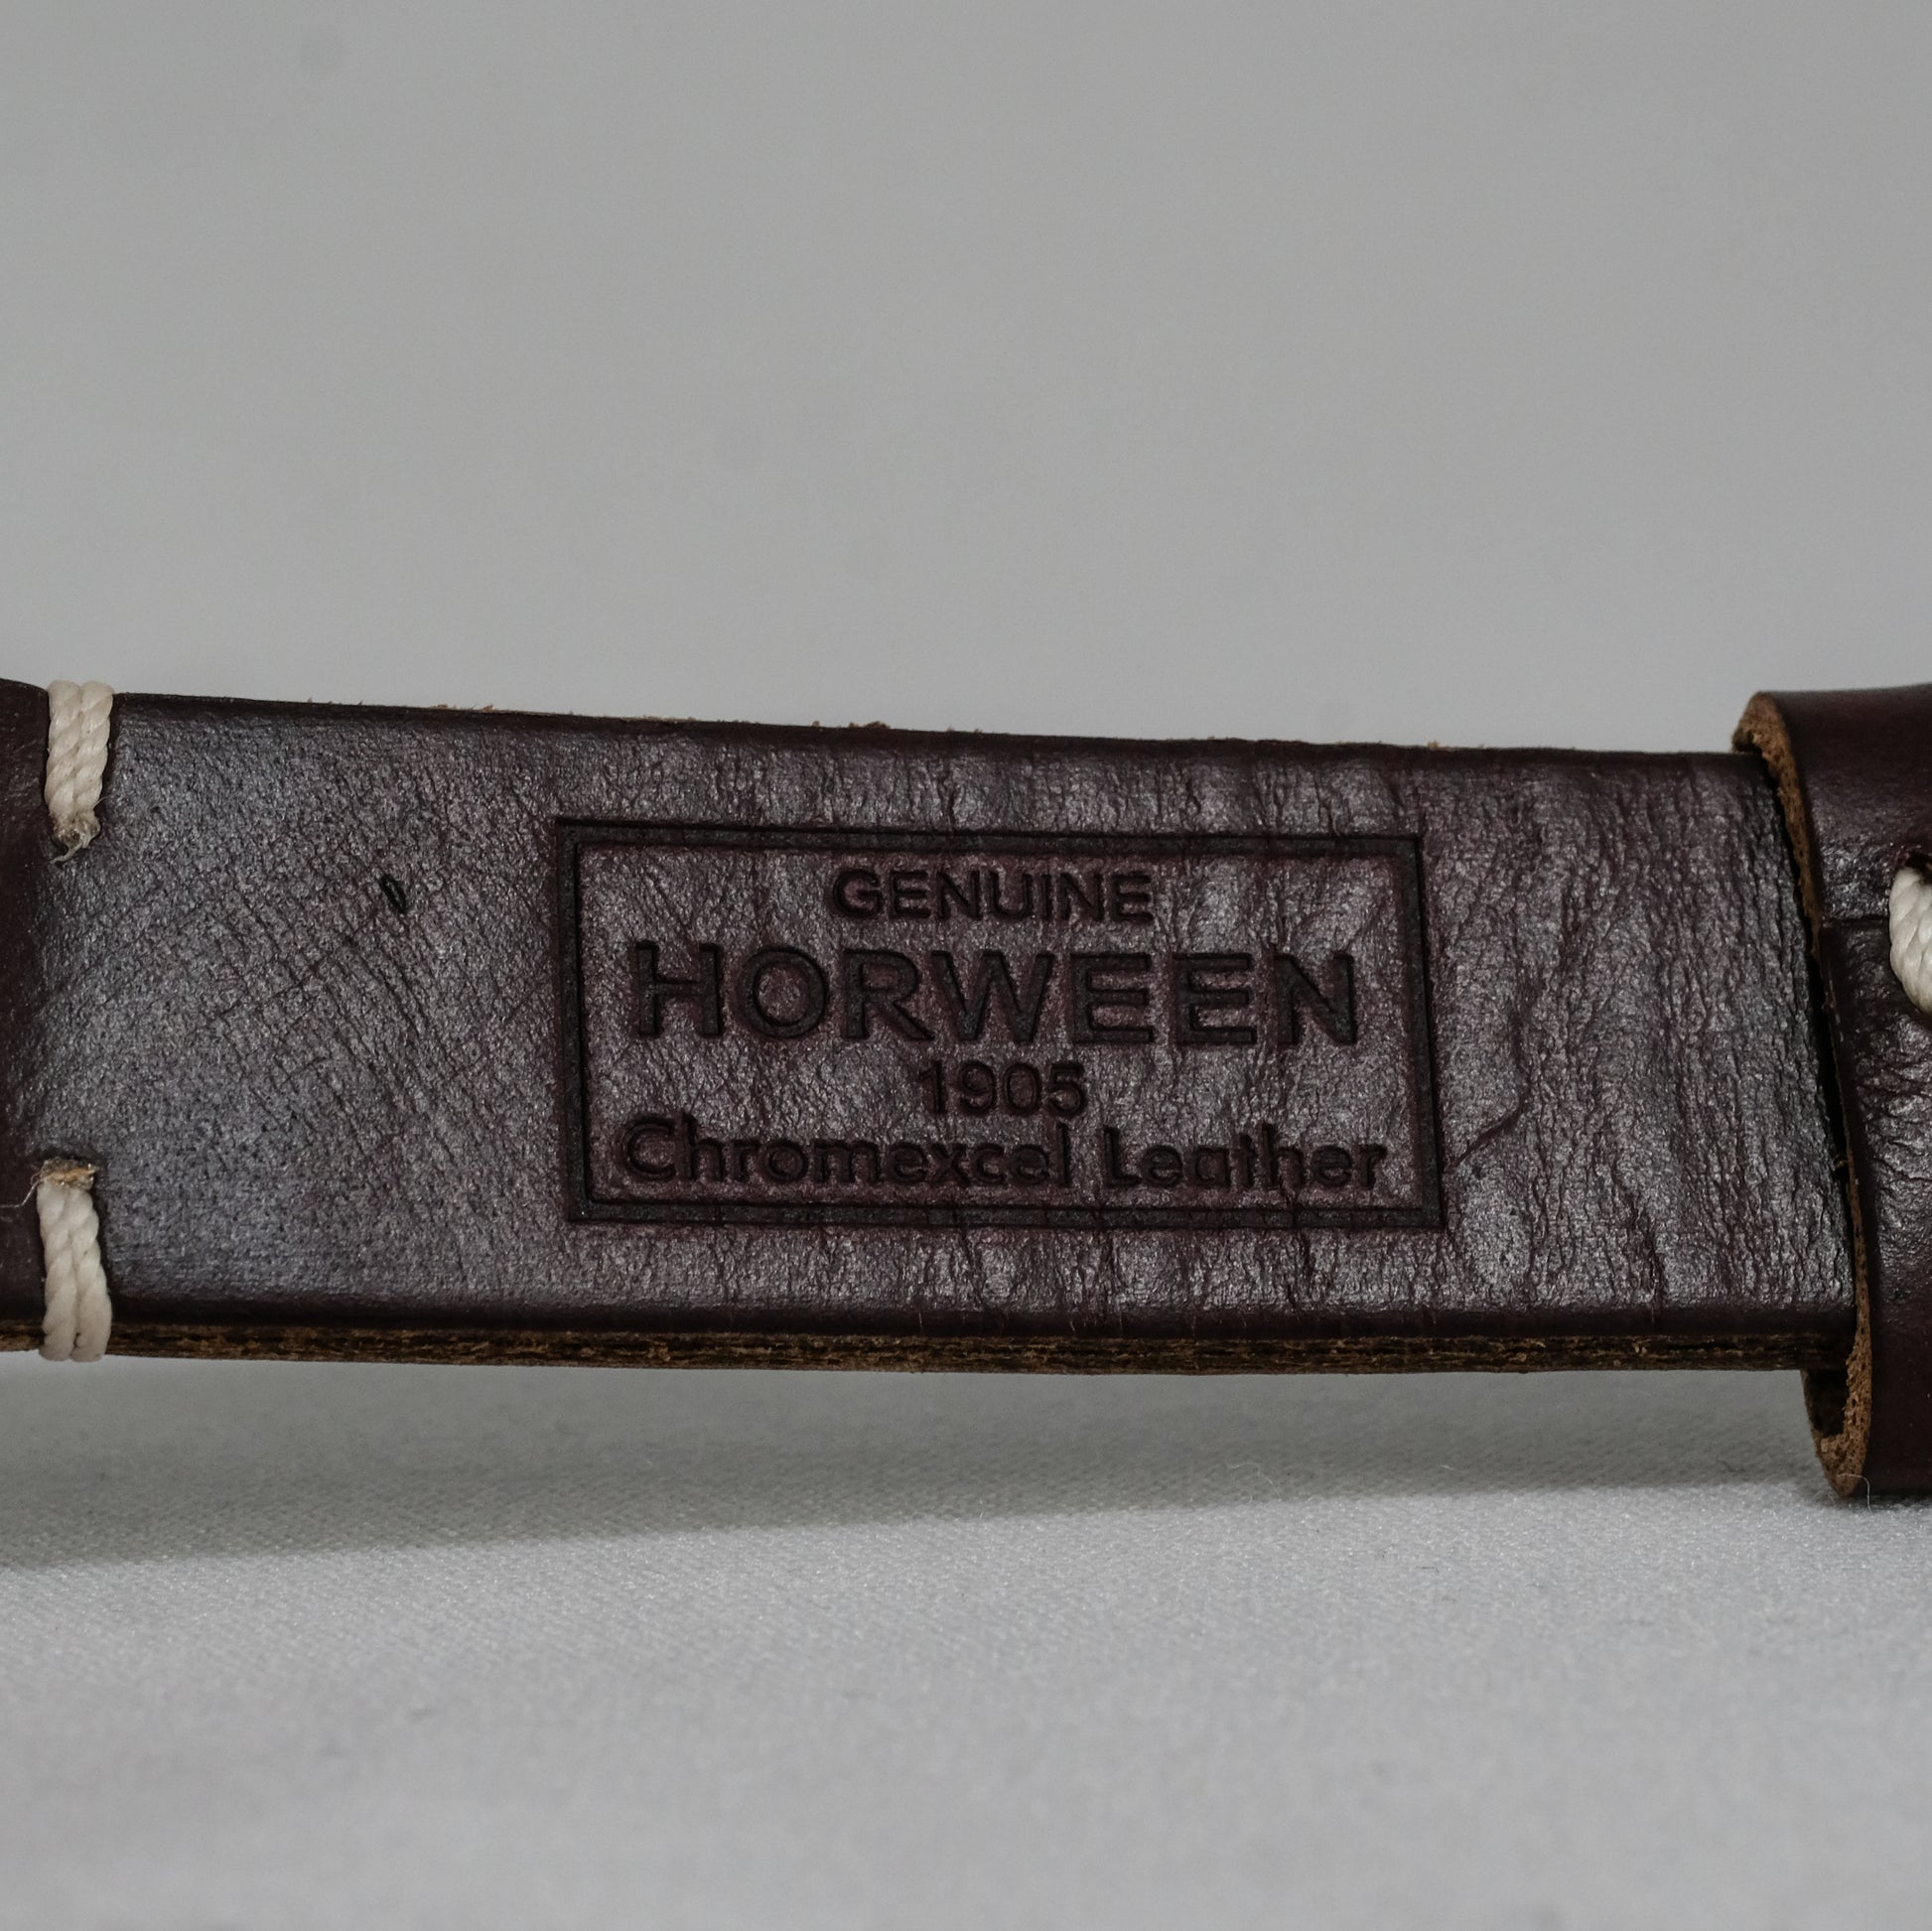 GENUINE
HORWEEN
1905
Chromexcel Leather